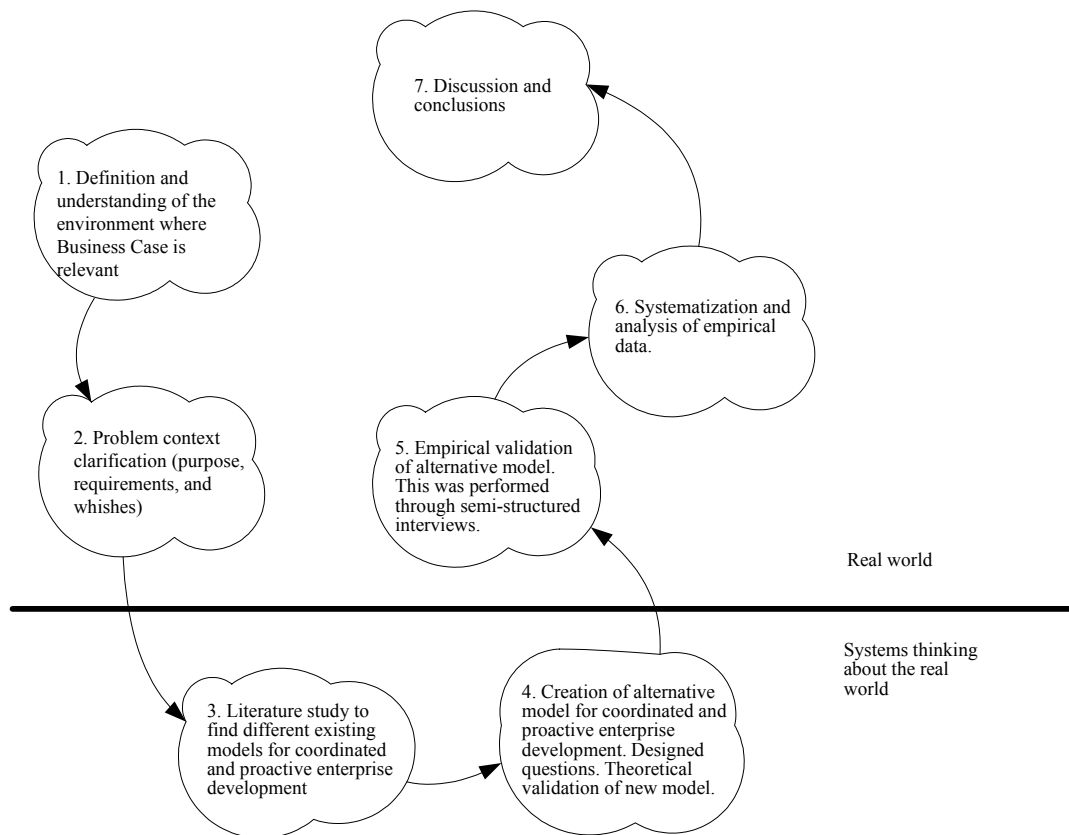 1. Definition and
understanding of the
environment where
Business Case is
relevant
2. Problem context
clarification (purpose,
requirements, and
whishes)
3. Literature study to
find different existing
models for coordinated
and proactive enterprise
development
4. Creation of alternative
model for coordinated and
proactive enterprise
development. Designed
questions. Theoretical
validation of new model.
5. Empirical validation
of alternative model.
This was performed
through semi-structured
interviews.
6. Systematization and
analysis of empirical
data.
7. Discussion and
conclusions
Real world
Systems thinking
about the real
world